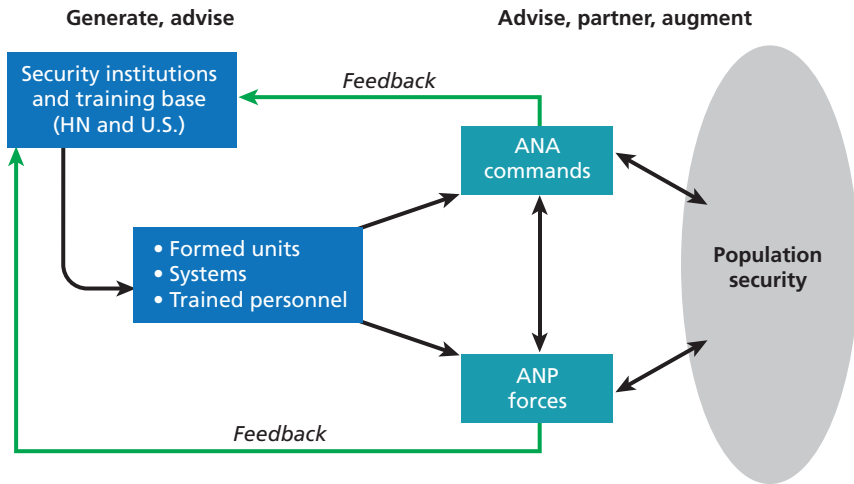 Generate, advise
Advise, partner, augment
Security institutions
and training base
(HN and U.S.)
Feedback
ANA
commands
• Formed units
• Systems
• Trained personnel
Population
security
ANP
forces
Feedback